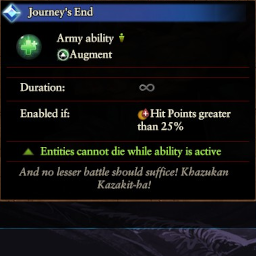 Journey's End
Army ability
Augment
Duration:
Enabled if:
Hit Points greater
than 25%
Entities cannot die while ability is active
And no lesser battle should suffice! Khazukan
Kazakit-ha!